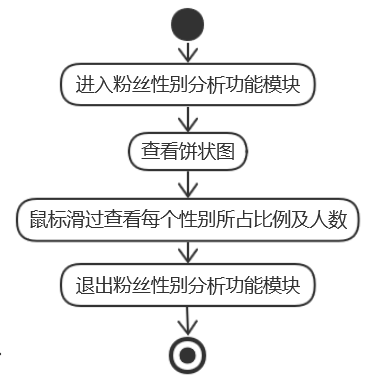 进入粉丝性别分析功能模块
查看饼状图
鼠标滑过查看每个性别所占比例及人数
退出粉丝性别分析功能模块